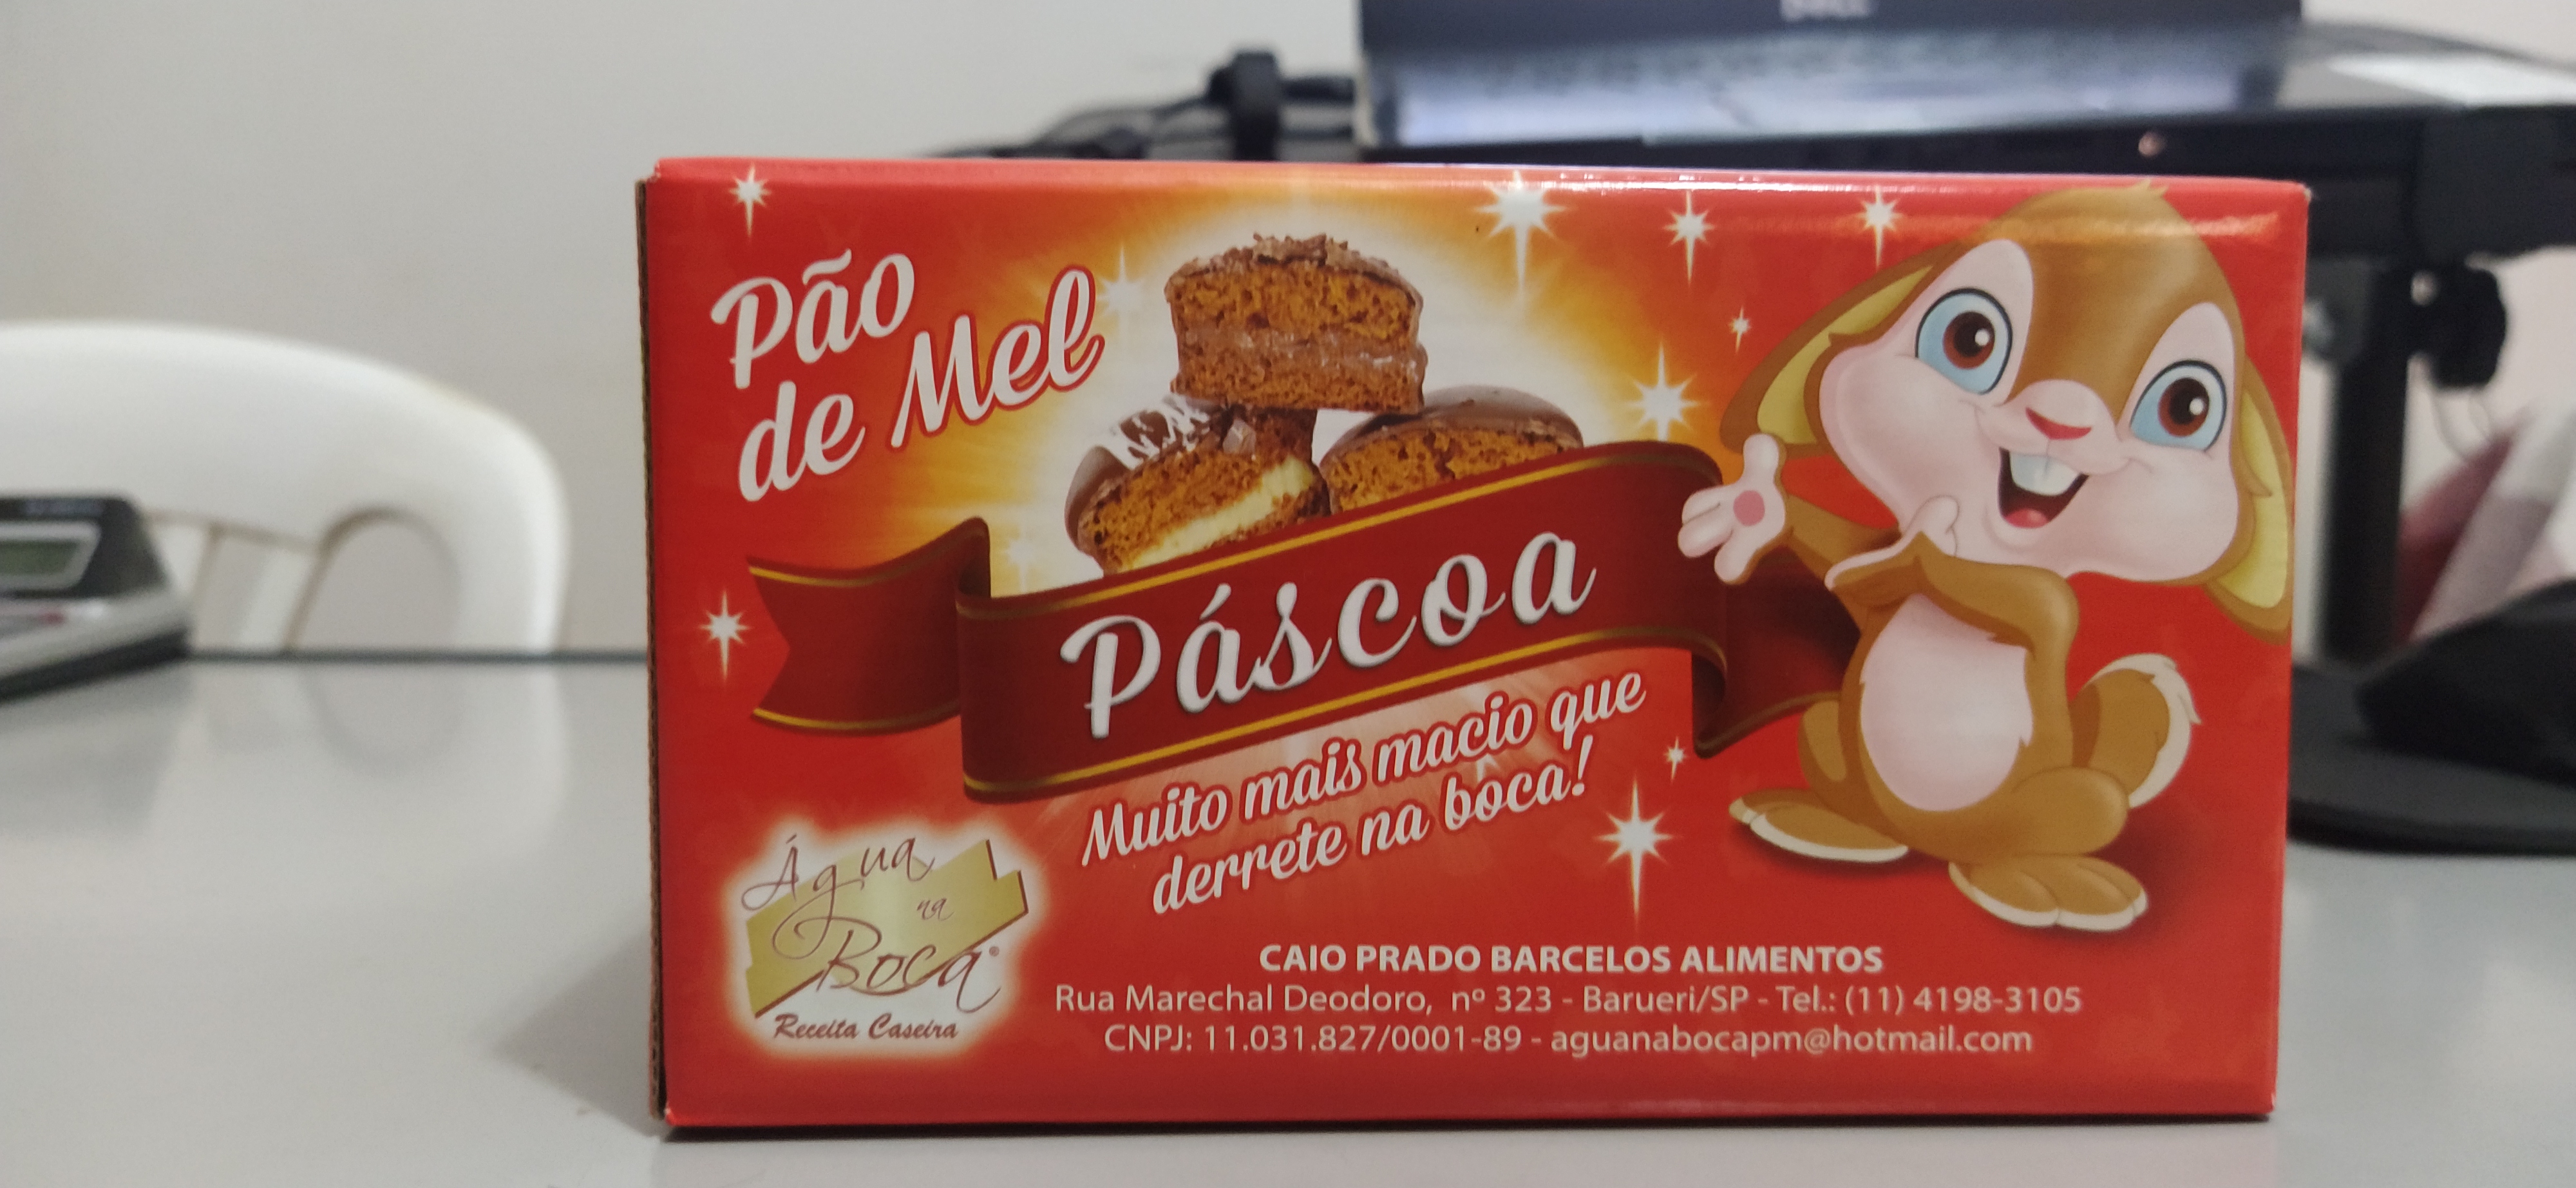 Pão
de Mel
Páscoa
Muito mais macio que
derrete na boca!
Água
na
Boca®
Receita Caseira
CAIO PRADO BARCELOS ALIMENTOS
Rua Marechal Deodoro, nº 323 - Barueri/SP - Tel.: (11) 4198-3105
CNPJ: 11.031.827/0001-89 - aguanabocapm@hotmail.com